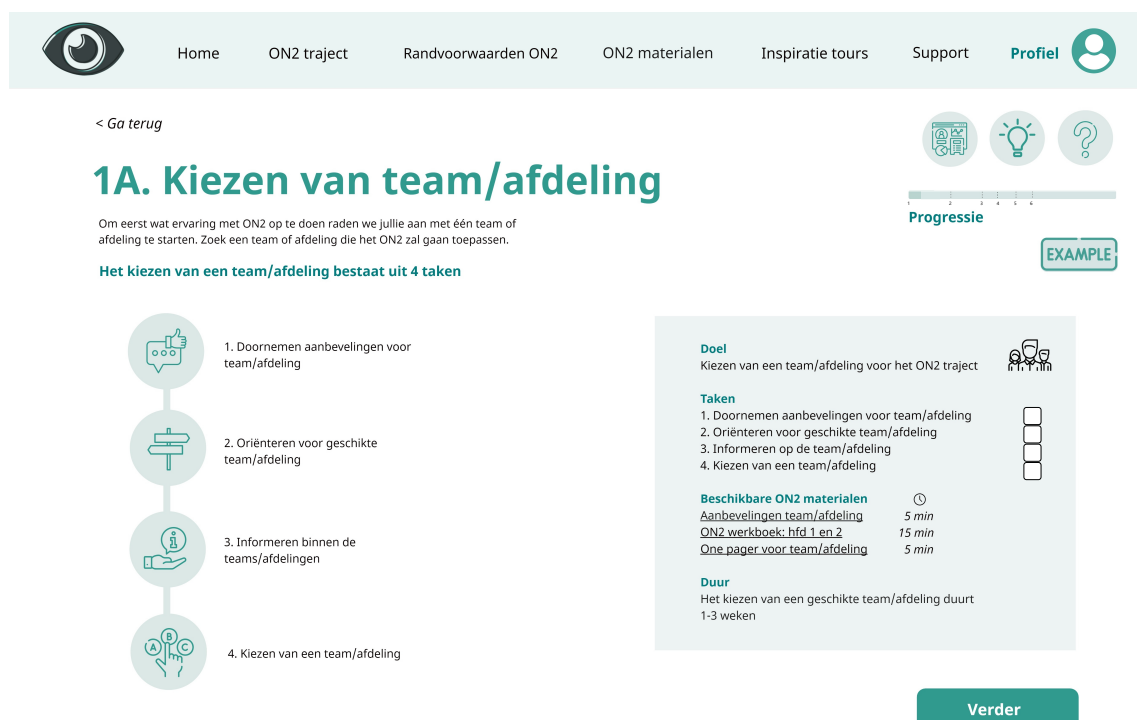 Home ON2 traject Randvoorwaarden ON2 ON2 materialen Inspiratie tours Support Profiel
< Ga terug
1A. Kiezen van team/afdeling
Om eerst wat ervaring met ON2 op te doen raden we jullie aan met één team of
afdeling te starten. Zoek een team of afdeling die het ON2 zal gaan toepassen.
Het kiezen van een team/afdeling bestaat uit 4 taken
1 2 3 4 5 6
Progressie
EXAMPLE
1. Doornemen aanbevelingen voor
team/afdeling
2. Oriënteren voor geschikte
team/afdeling
3. Informeren binnen de
teams/afdelingen
A B C
4. Kiezen van een team/afdeling
Doel
Kiezen van een team/afdeling voor het ON2 traject
Taken
1. Doornemen aanbevelingen voor team/afdeling
2. Oriënteren voor geschikte team/afdeling
3. Informeren op de team/afdeling
4. Kiezen van een team/afdeling
Beschikbare ON2 materialen
Aanbevelingen team/afdeling 5 min
ON2 werkboek: hfd 1 en 2 15 min
One pager voor team/afdeling 5 min
Duur
Het kiezen van een geschikte team/afdeling duurt
1-3 weken
Verder